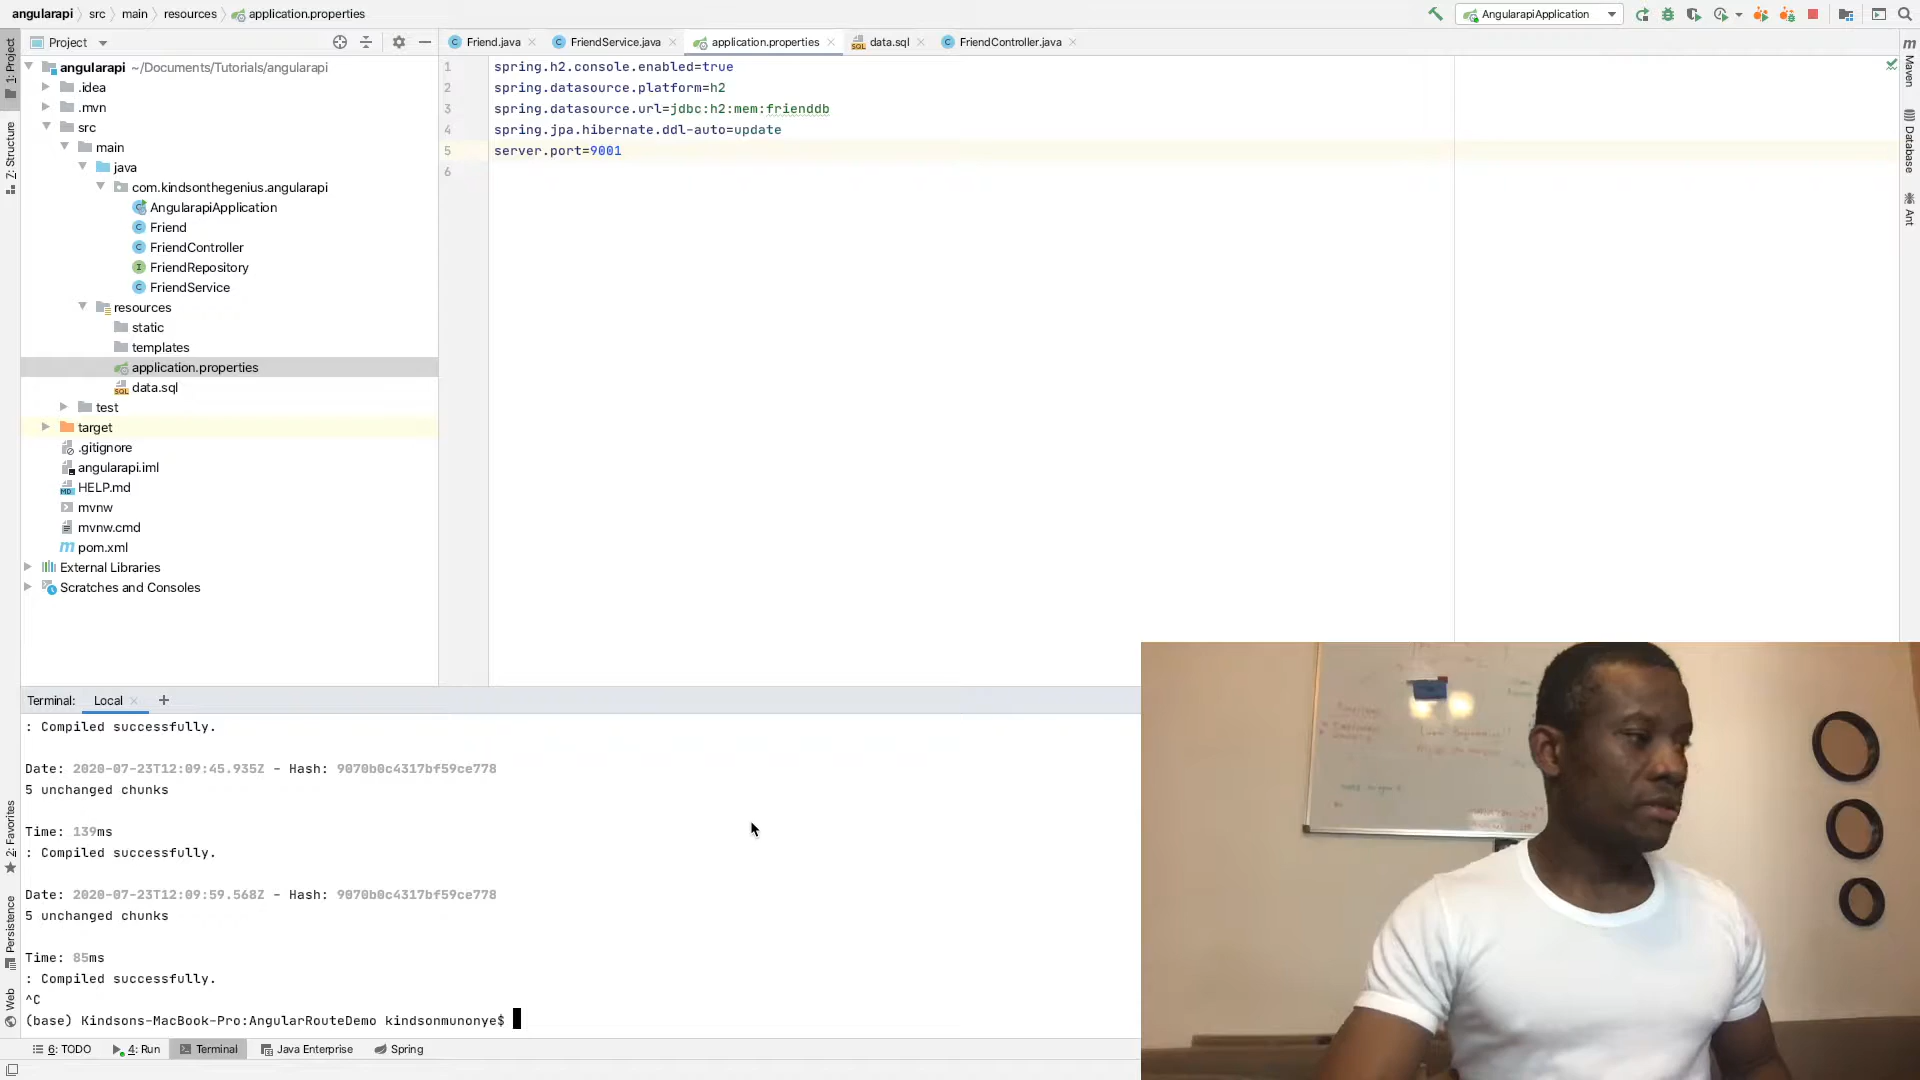 angularapi src main resources application.properties
AngularapiApplication
Project
Friend.java FriendService.java application.properties data.sql FriendController.java
1: Project
Z: Structure
2: Favorites
Persistence
Web
angularapi ~/Documents/Tutorials/angularapi
.idea
.mvn
src
main
java
com.kindsonthegenius.angularapi
AngularapiApplication
Friend
FriendController
FriendRepository
FriendService
resources
static
templates
application.properties
data.sql
test
target
.gitignore
angularapi.iml
HELP.md
mvnw
mvnw.cmd
pom.xml
External Libraries
Scratches and Consoles
1 spring.h2.console.enabled=true
2 spring.datasource.platform=h2
3 spring.datasource.url=jdbc:h2:mem:frienddb
4 spring.jpa.hibernate.ddl-auto=update
5 server.port=9001
6
Maven
Database
Ant
Terminal: Local
: Compiled successfully.
Date: 2020-07-23T12:09:45.935Z - Hash: 9070b0c4317bf59ce778
5 unchanged chunks
Time: 139ms
: Compiled successfully.
Date: 2020-07-23T12:09:59.568Z - Hash: 9070b0c4317bf59ce778
5 unchanged chunks
Time: 85ms
: Compiled successfully.
^C
(base) Kindsons-MacBook-Pro:AngularRouteDemo kindsonmunonye$
6: TODO 4: Run Terminal Java Enterprise Spring